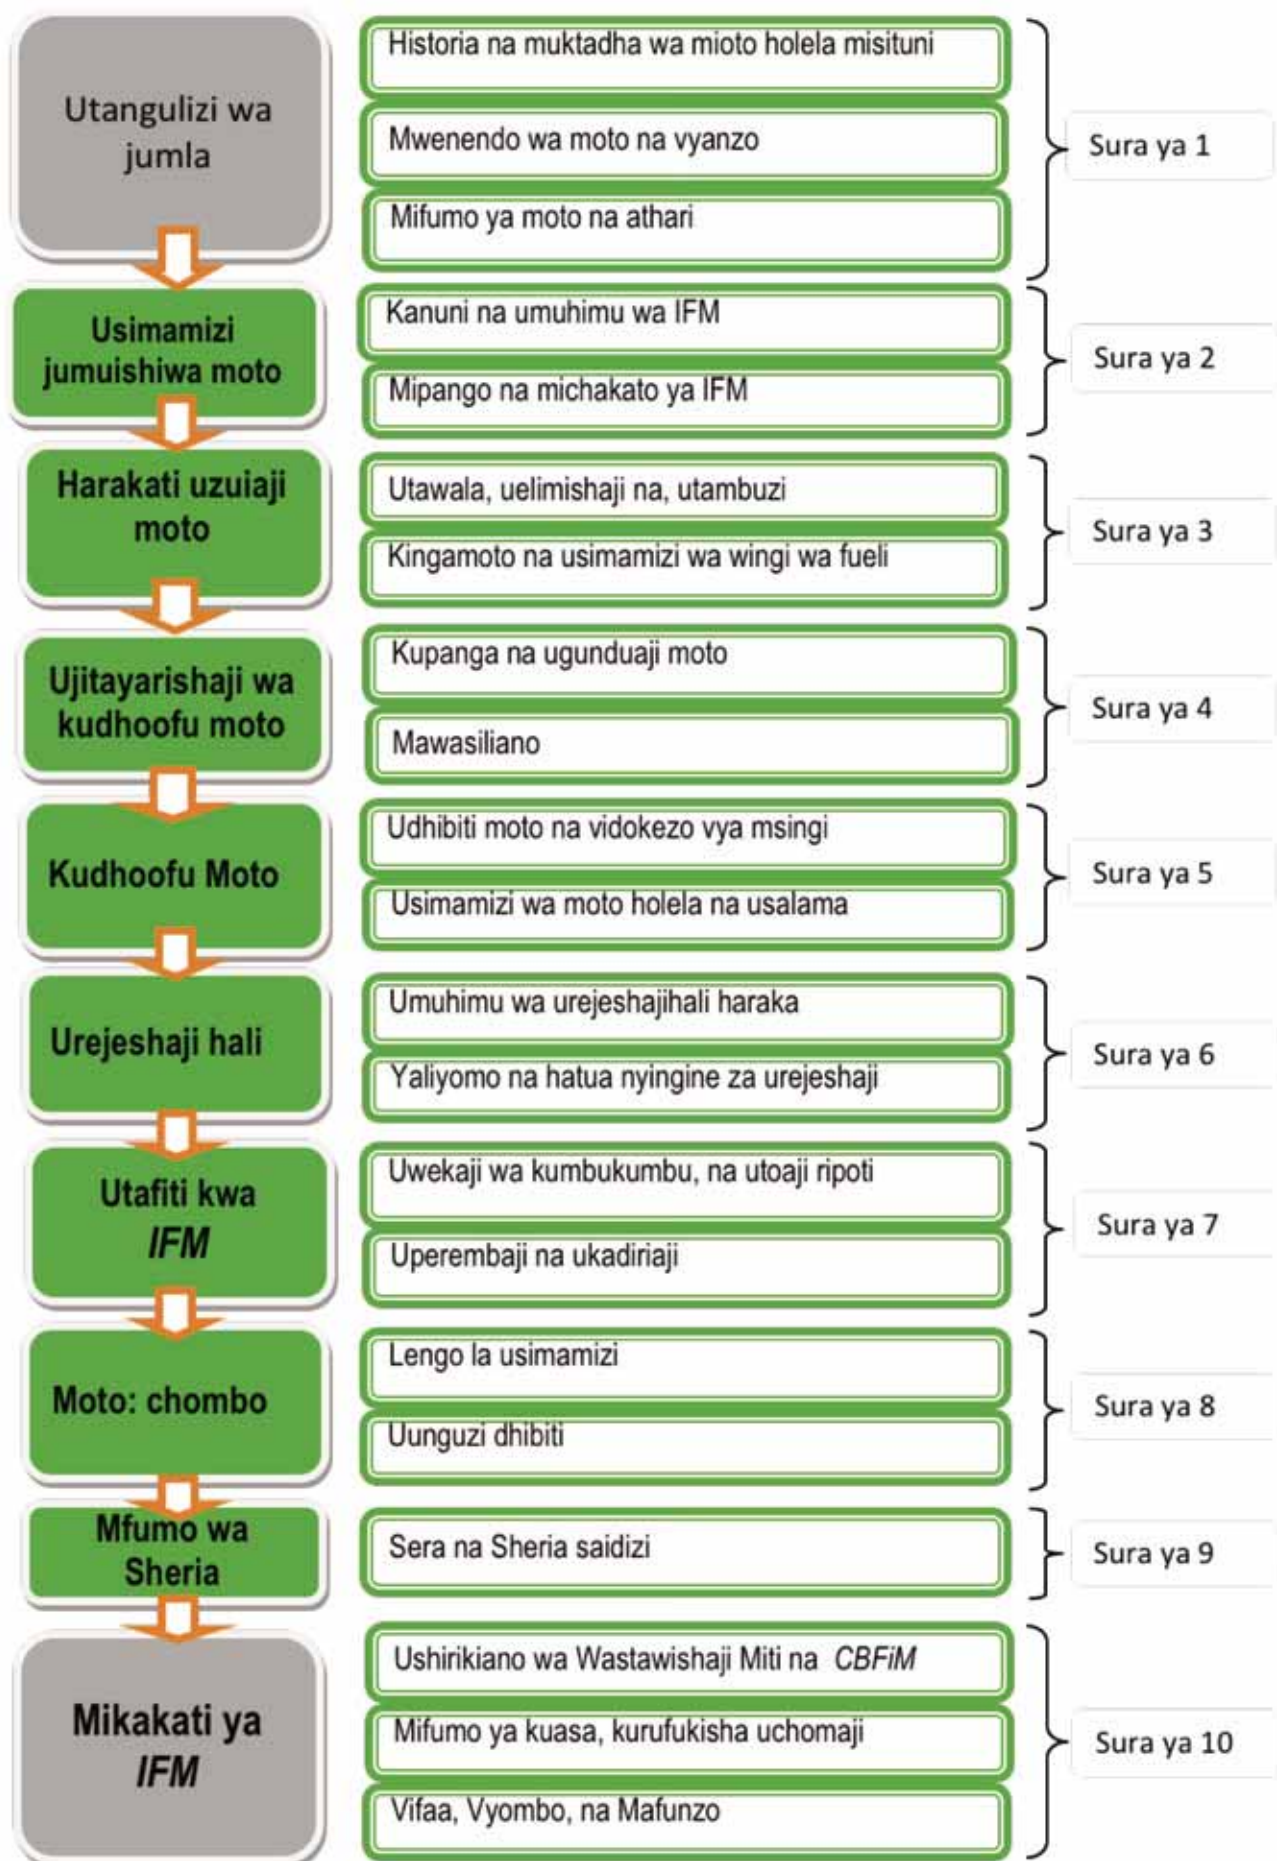 Utangulizi wa
jumla
Historia na muktadha wa mioto holela misituni
Mwenendo wa moto na vyanzo
Mifumo ya moto na athari
Sura ya 1
Usimamizi
jumuishiwa moto
Kanuni na umuhimu wa IFM
Mipango na michakato ya IFM
Sura ya 2
Harakati uzuiaji
moto
Utawala, uelimishaji na, utambuzi
Kingamoto na usimamizi wa wingi wa fueli
Sura ya 3
Ujitayarishaji wa
kudhoofu moto
Kupanga na ugunduaji moto
Mawasiliano
Sura ya 4
Kudhoofu Moto
Udhibiti moto na vidokezo vya msingi
Usimamizi wa moto holela na usalama
Sura ya 5
Urejeshaji hali
Umuhimu wa urejeshajihali haraka
Yaliyomo na hatua nyingine za urejeshaji
Sura ya 6
Utafiti kwa
IFM
Uwekaji wa kumbukumbu, na utoaji ripoti
Uperembaji na ukadiriaji
Sura ya 7
Moto: chombo
Lengo la usimamizi
Uunguzi dhibiti
Sura ya 8
Mfumo wa
Sheria
Sera na Sheria saidizi
Sura ya 9
Mikakati ya
IFM
Ushirikiano wa Wastawishaji Miti na CBFiM
Mifumo ya kuasa, kurufukisha uchomaji
Vifaa, Vyombo, na Mafunzo
Sura ya 10